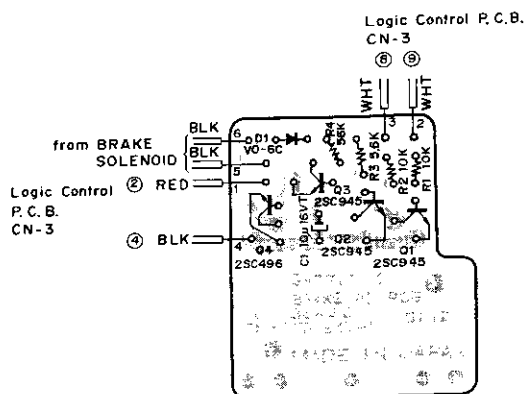 Logic Control P.C.B.
CN-3
⑧ ⑨
WHT WHT
3 2
BLK 6 D1
VO-6C
R4
56K
R3 5.6K
R2 10K
R1 10K
from BRAKE
SOLENOID
BLK
5
② RED 1
Logic Control
P.C.B.
CN-3
④ BLK 4
Q3
2SC945
C1 10μ16VT
Q4
2SC496
Q2
2SC945
Q1
2SC945
MADE IN JAPAN